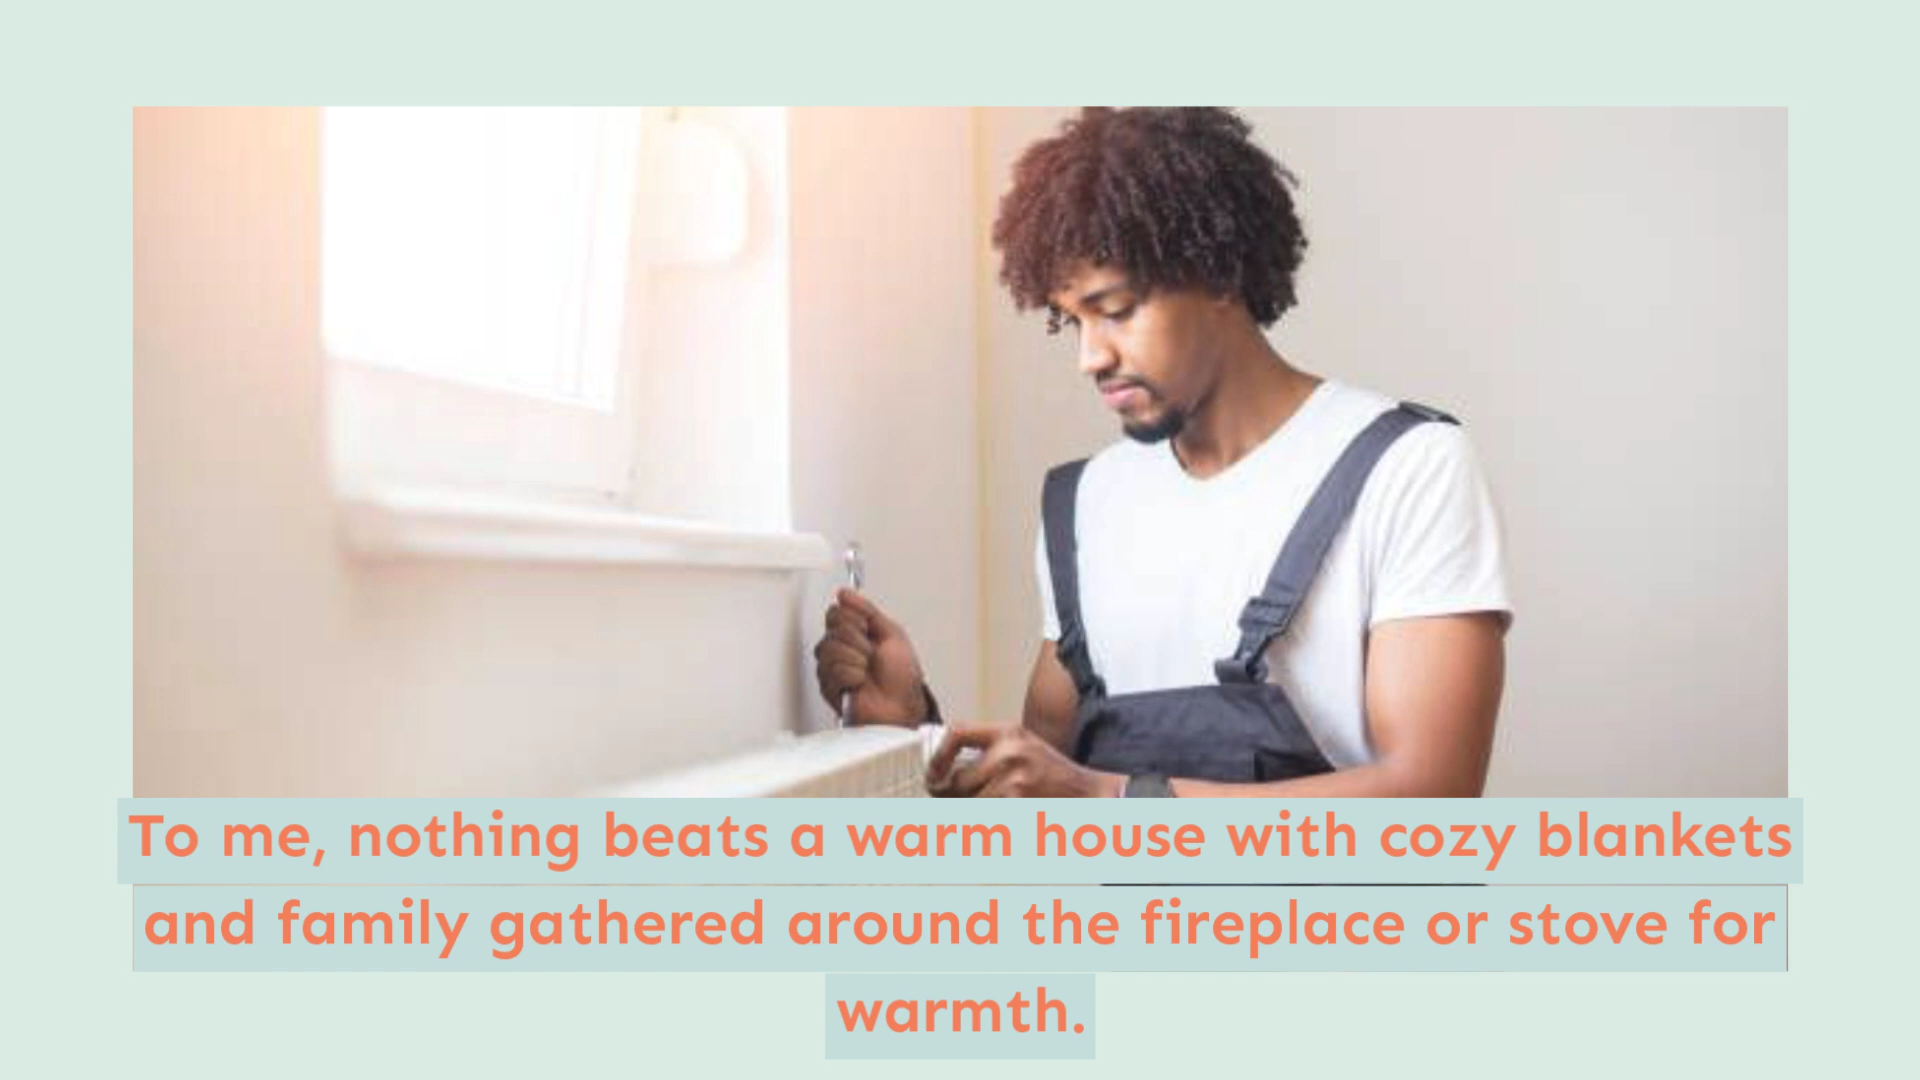 To me, nothing beats a warm house with cozy blankets
and family gathered around the fireplace or stove for
warmth.